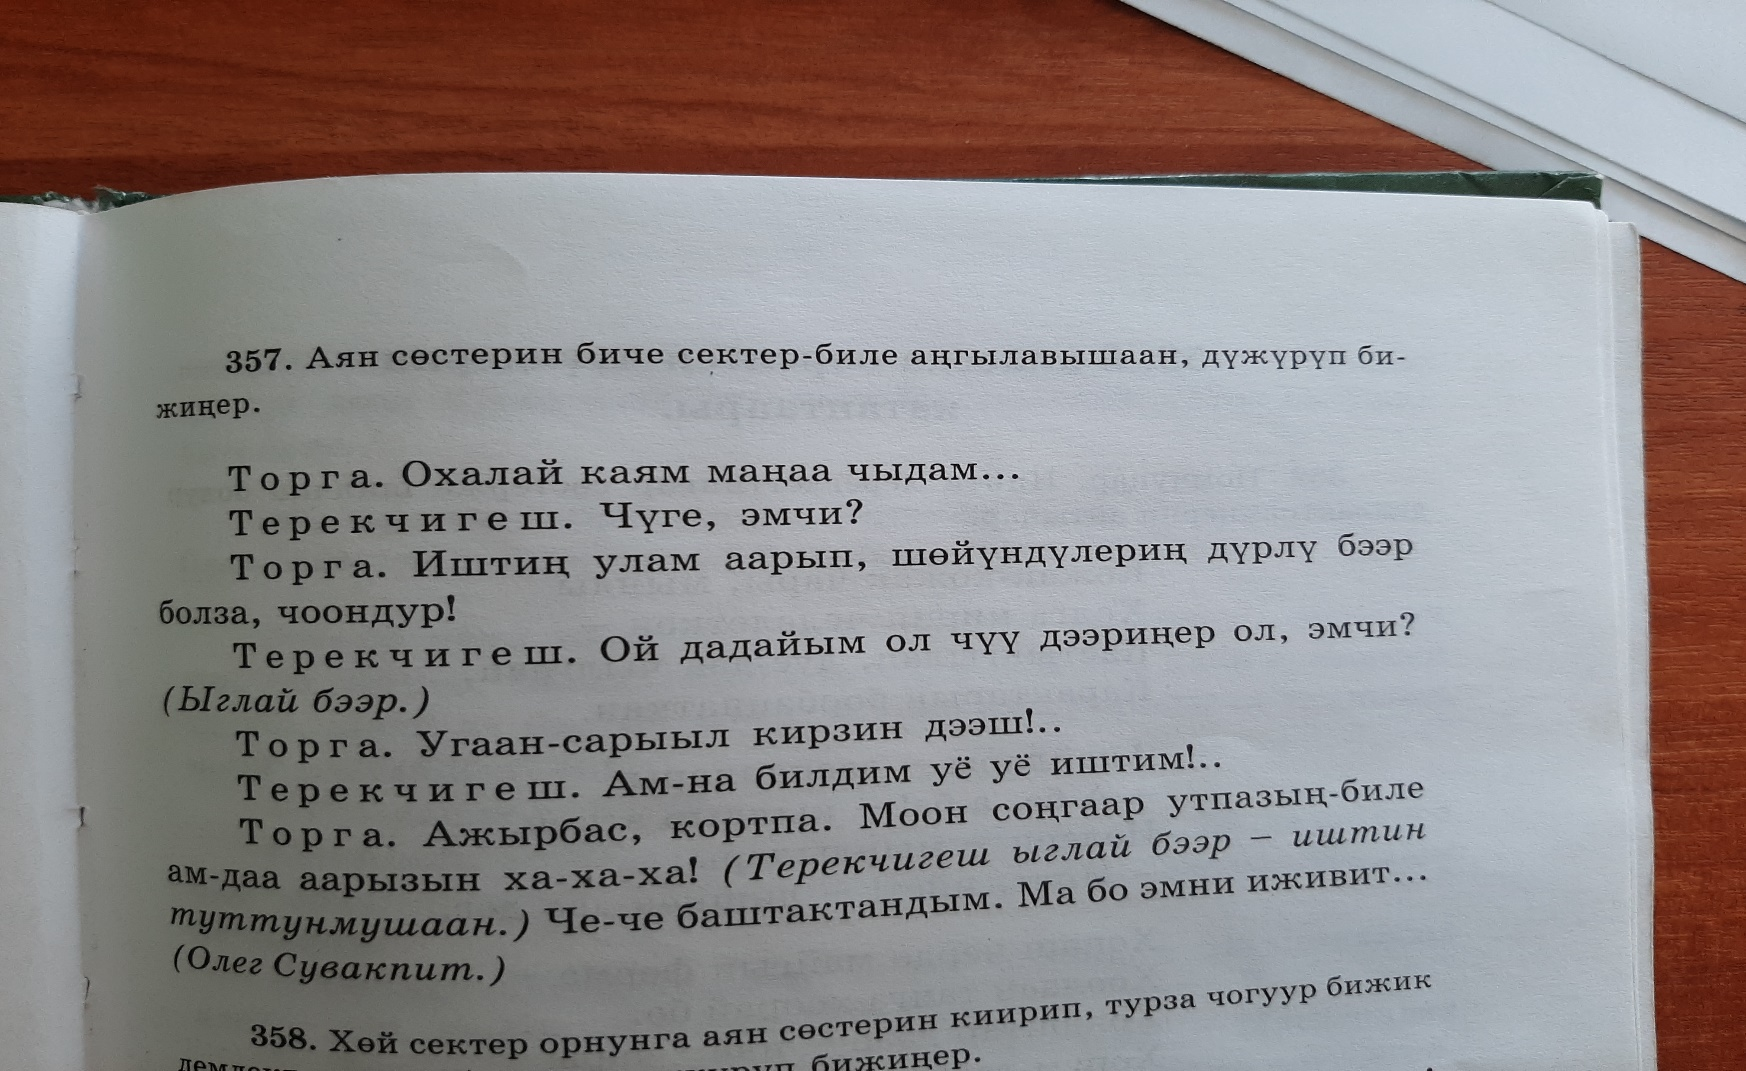 357. Аян сөстерин биче сектер-биле аңгылавышаан, дүжүрүп би-
жиңер.
Торга. Охалай каям маңаа чыдам...
Терекчигеш. Чүге, эмчи?
Торга. Иштиң улам аарып, шөйүндүлериң дүрлү бээр
болза, чоондур!
Терекчигеш. Ой дадайым ол чүү дээриңер ол, эмчи?
(Ыглай бээр.)
Торга. Угаан-сарыыл кирзин дээш!..
Терекчигеш. Ам-на билдим уё уё иштим!..
Торга. Ажырбас, кортпа. Моон соңгаар утпазың-биле
ам-даа аарызын ха-ха-ха! (Терекчигеш ыглай бээр – иштин
туттунмушаан.) Че-че баштактандым. Ма бо эмни иживит...
(Олег Сувакпит.)
358. Хөй сектер орнунга аян сөстерин киирип, турза чогуур бижик
бижиңер.